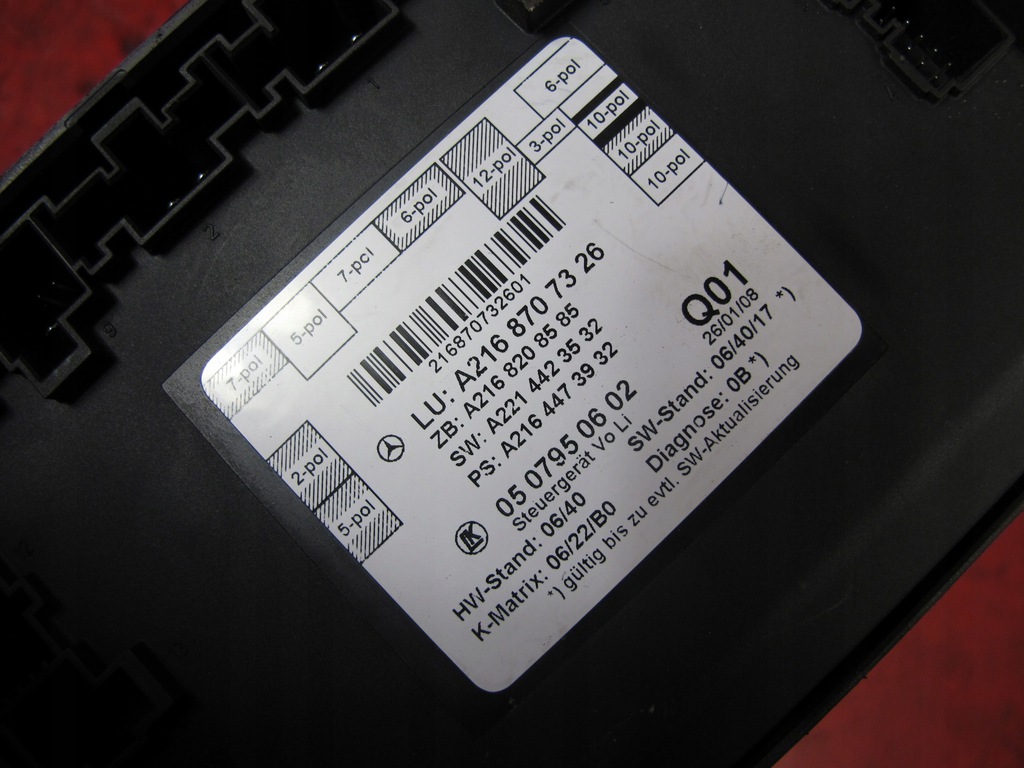 6-pol
10-pol
3-pol
10-pol
12-pol
10-pol
6-pol
7-pol
5-pol
7-pol
2-pol
5-pol
216870732601
LU: A216 870 73 26
ZB: A216 820 85 85
SW: A221 442 35 32
PS: A216 447 39 32
Q01
26/01/08
05 0795 06 02
Steuergerät Vo Li
HW-Stand: 06/40 SW-Stand: 06/40/17 *)
K-Matrix: 06/22/B0 Diagnose: 0B *)
*) gültig bis zu evtl. SW-Aktualisierung
1
2
9